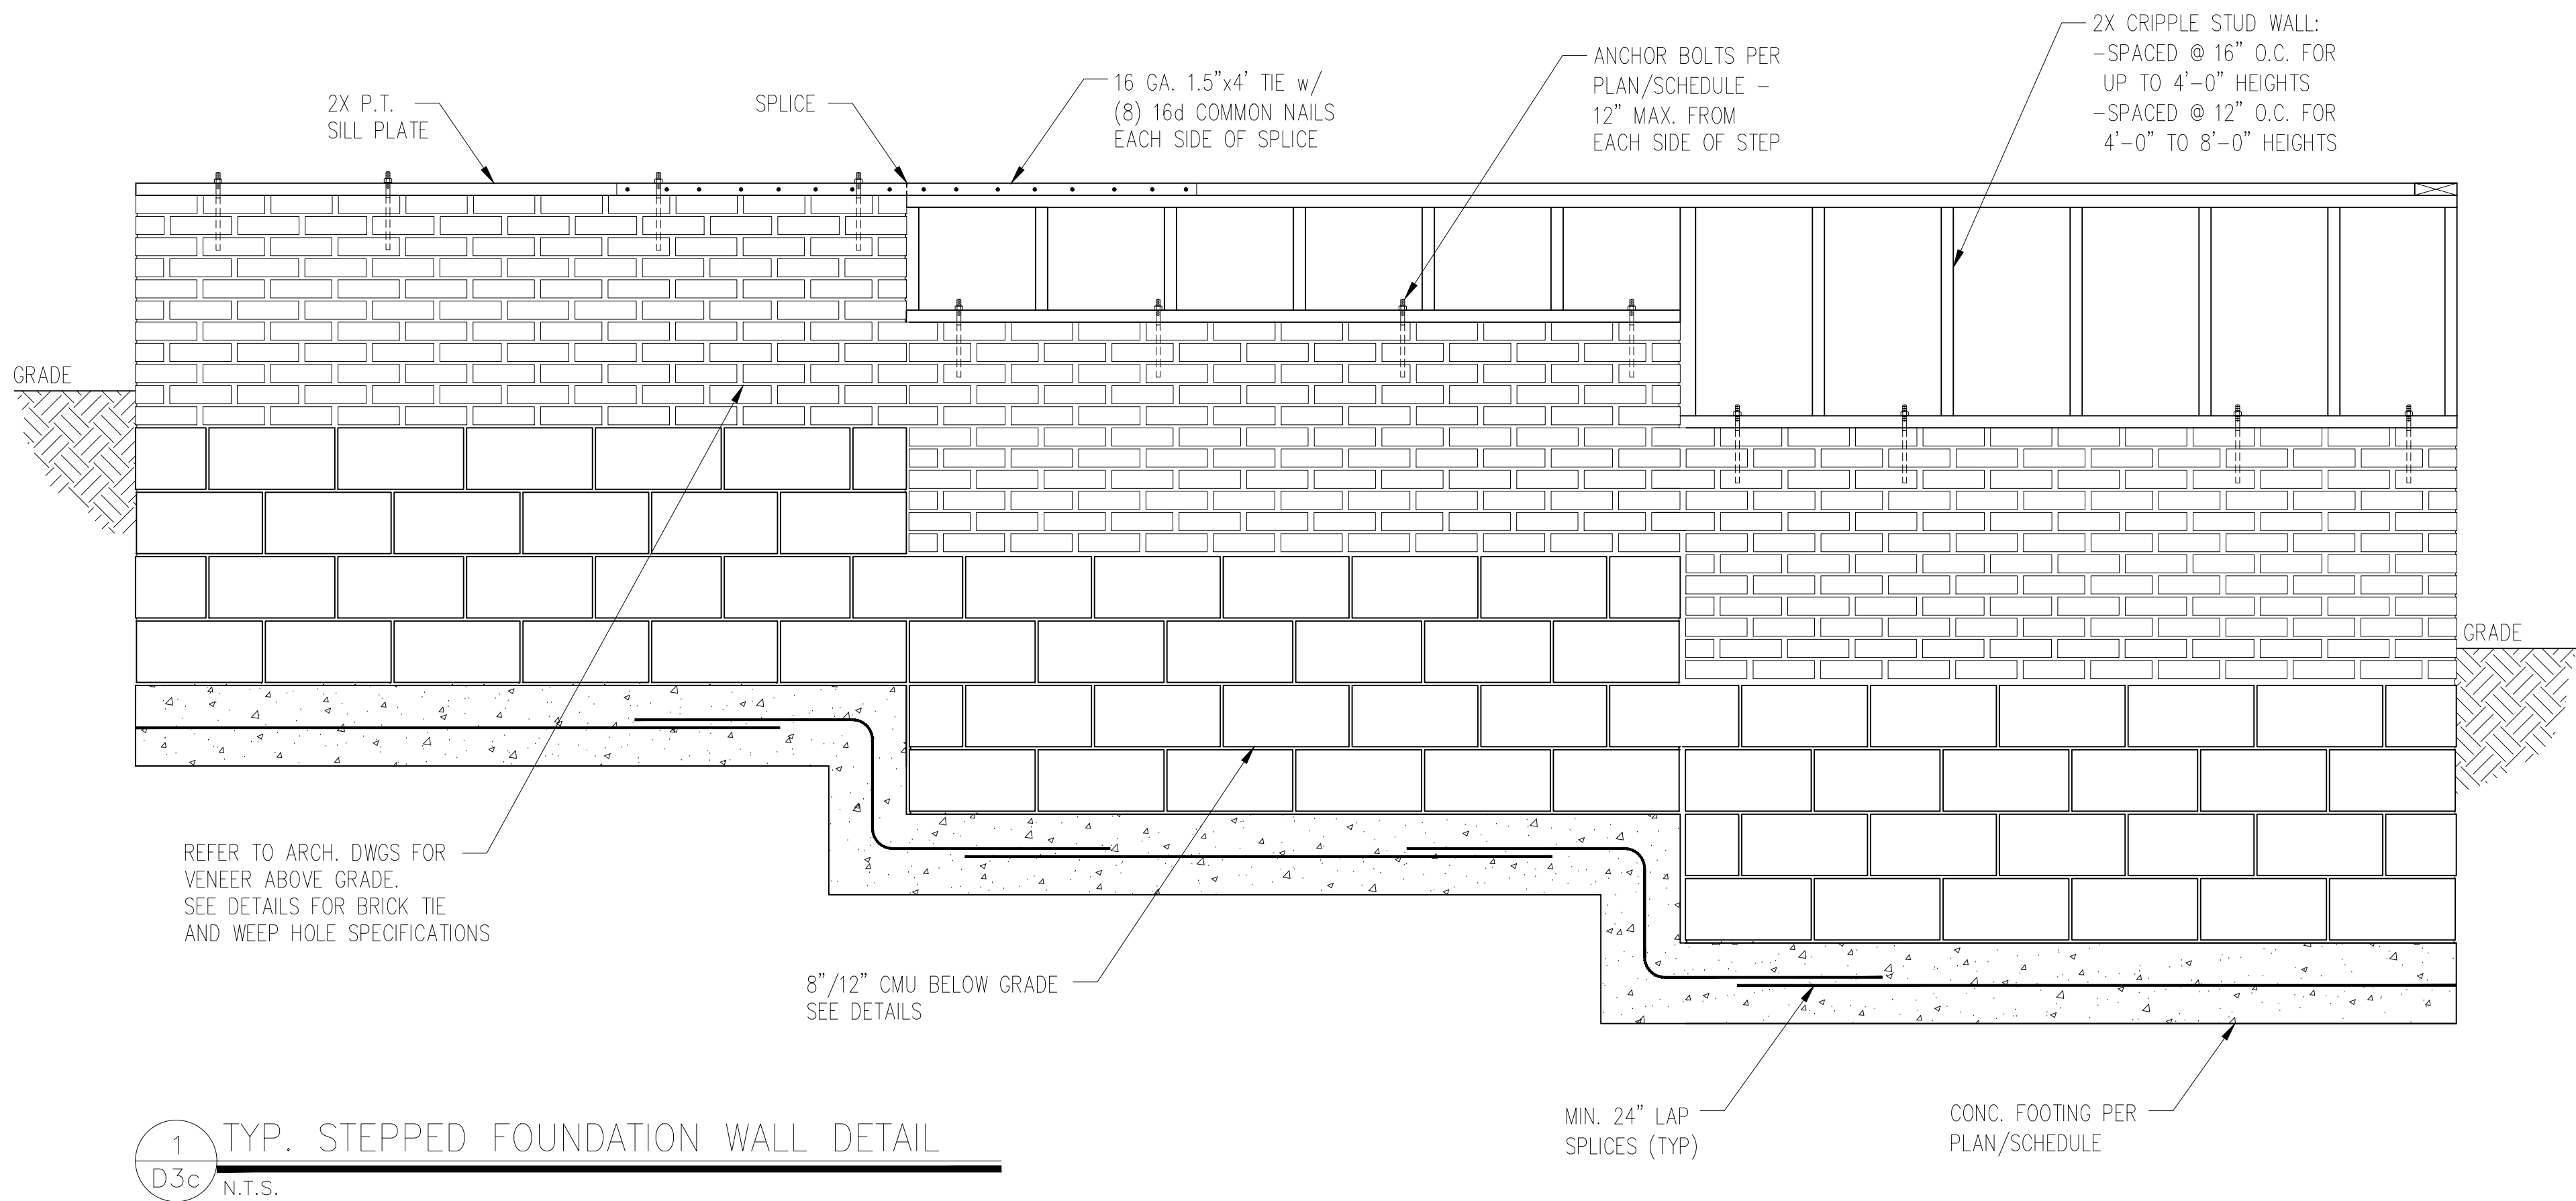 2X P.T.
SILL PLATE
SPLICE
16 GA. 1.5"x4' TIE w/
(8) 16d COMMON NAILS
EACH SIDE OF SPLICE
ANCHOR BOLTS PER
PLAN/SCHEDULE -
12" MAX. FROM
EACH SIDE OF STEP
2X CRIPPLE STUD WALL:
-SPACED @ 16" O.C. FOR
UP TO 4'-0" HEIGHTS
-SPACED @ 12" O.C. FOR
4'-0" TO 8'-0" HEIGHTS
GRADE
GRADE
REFER TO ARCH. DWGS FOR
VENEER ABOVE GRADE.
SEE DETAILS FOR BRICK TIE
AND WEEP HOLE SPECIFICATIONS
8"/12" CMU BELOW GRADE
SEE DETAILS
MIN. 24" LAP
SPLICES (TYP)
CONC. FOOTING PER
PLAN/SCHEDULE
1
D3c
TYP. STEPPED FOUNDATION WALL DETAIL
N.T.S.